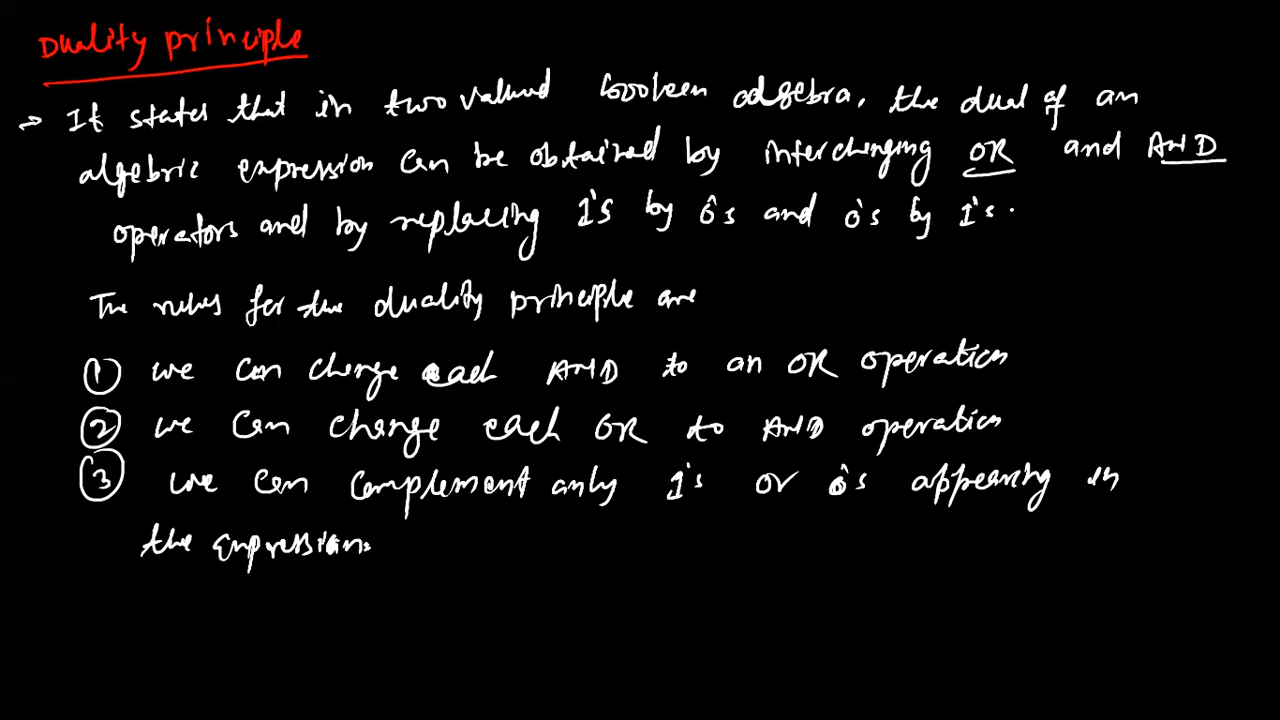 Duality principle
→ It states that in two valued boolean algebra, the dual of an
algebric expression can be obtained by interchanging OR and AND
operators and by replacing 1's by 0's and 0's by 1's.
The rules for the duality principle are
① we can change each AND to an OR operation
② we can change each OR to AND operation
③ we can complement any 1's or 0's appearing in
the expression.